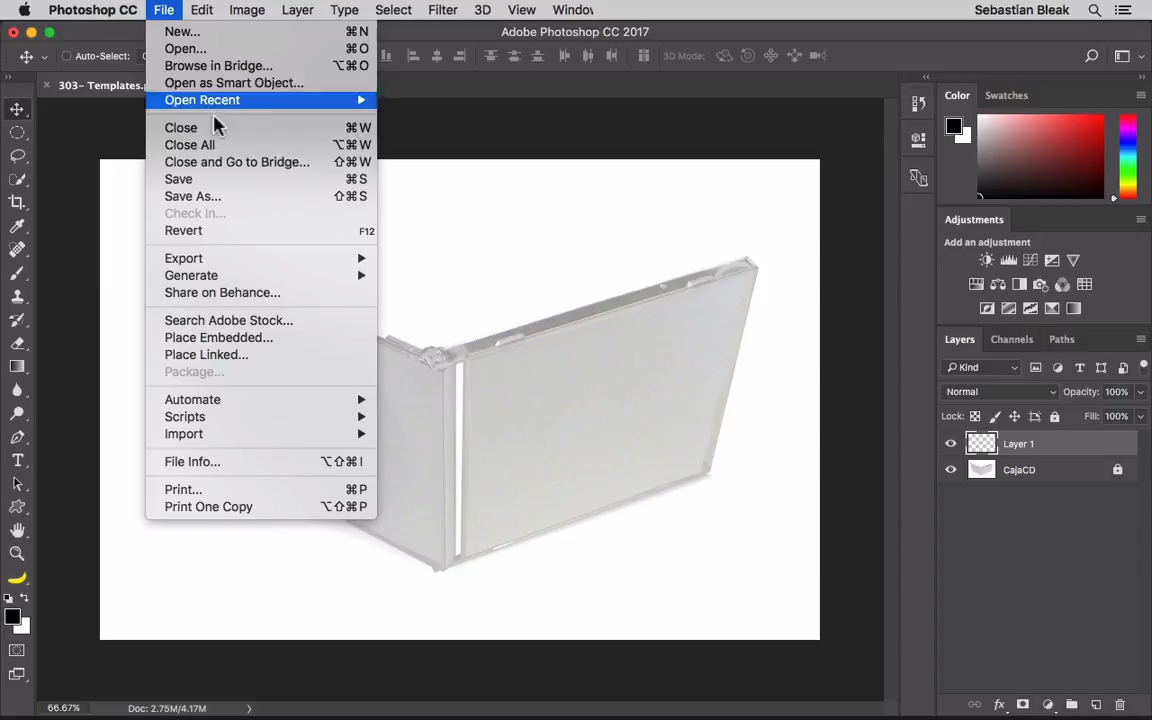 Photoshop CC File Edit Image Layer Type Select Filter 3D View Window Sebastian Bleak
Adobe Photoshop CC 2017
Auto-Select: 3D Mode:
303- Templates.
New... ⌘N
Open... ⌘O
Browse in Bridge... ⌥⌘O
Open as Smart Object...
Open Recent
Close ⌘W
Close All ⌥⌘W
Close and Go to Bridge... ⇧⌘W
Save ⌘S
Save As... ⇧⌘S
Check In...
Revert F12
Export
Generate
Share on Behance...
Search Adobe Stock...
Place Embedded...
Place Linked...
Package...
Automate
Scripts
Import
File Info... ⌥⇧⌘I
Print... ⌘P
Print One Copy ⌥⇧⌘P
Color Swatches
Adjustments
Add an adjustment
Layers Channels Paths
Kind
Normal Opacity: 100%
Lock: Fill: 100%
Layer 1
CajaCD
66.67% Doc: 2.75M/4.17M